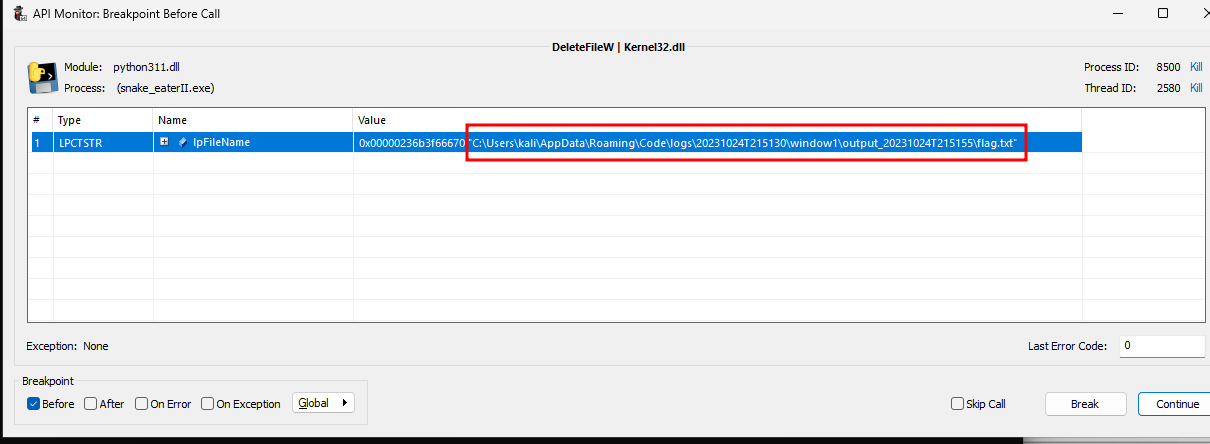 API Monitor: Breakpoint Before Call
DeleteFileW | Kernel32.dll
Module: python311.dll
Process ID: 8500 Kill
Process: (snake_eaterII.exe)
Thread ID: 2580 Kill
# Type Name Value
1 LPCTSTR lpFileName 0x00000236b3f66670 "C:\Users\kali\AppData\Roaming\Code\logs\20231024T215130\window1\output_20231024T215155\flag.txt"
Exception: None
Last Error Code: 0
Breakpoint
Before After On Error On Exception Global
Skip Call Break Continue